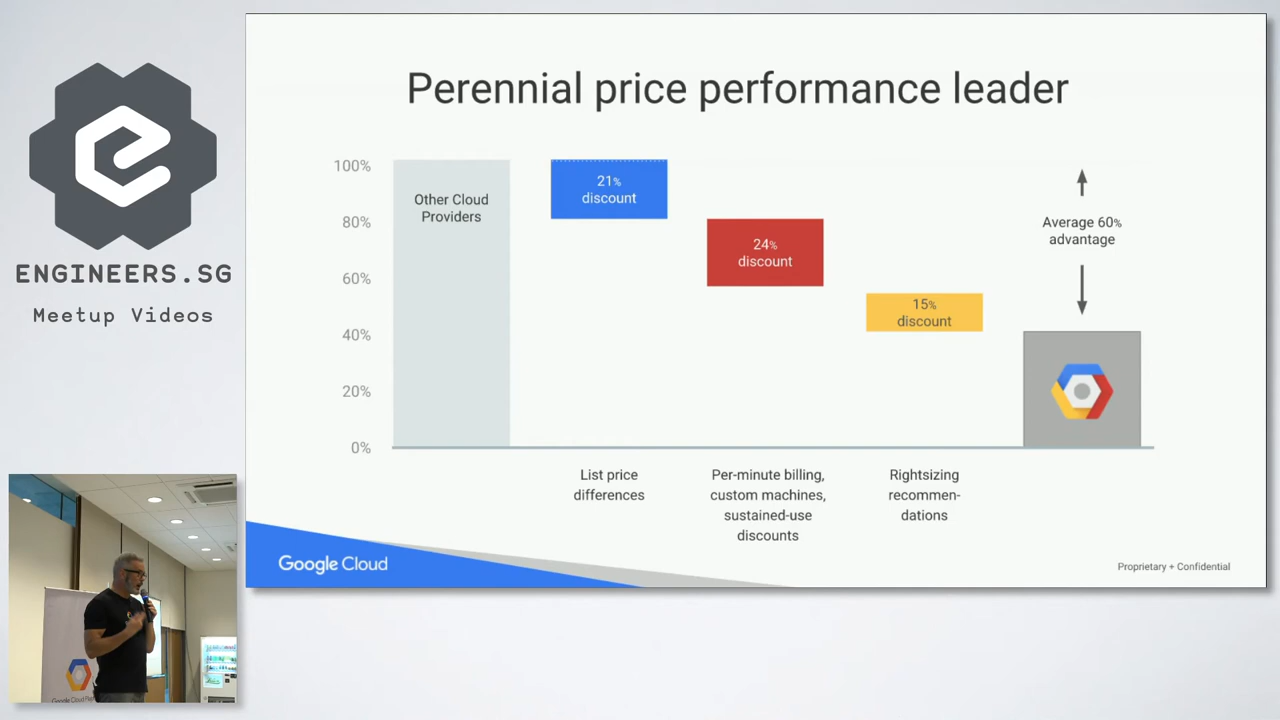 ENGINEERS.SG
Meetup Videos
Perennial price performance leader
100%
80%
60%
40%
20%
0%
Other Cloud
Providers
21%
discount
24%
discount
15%
discount
Average 60%
advantage
List price
differences
Per-minute billing,
custom machines,
sustained-use
discounts
Rightsizing
recommen-
dations
Google Cloud
Proprietary + Confidential
Google Cloud